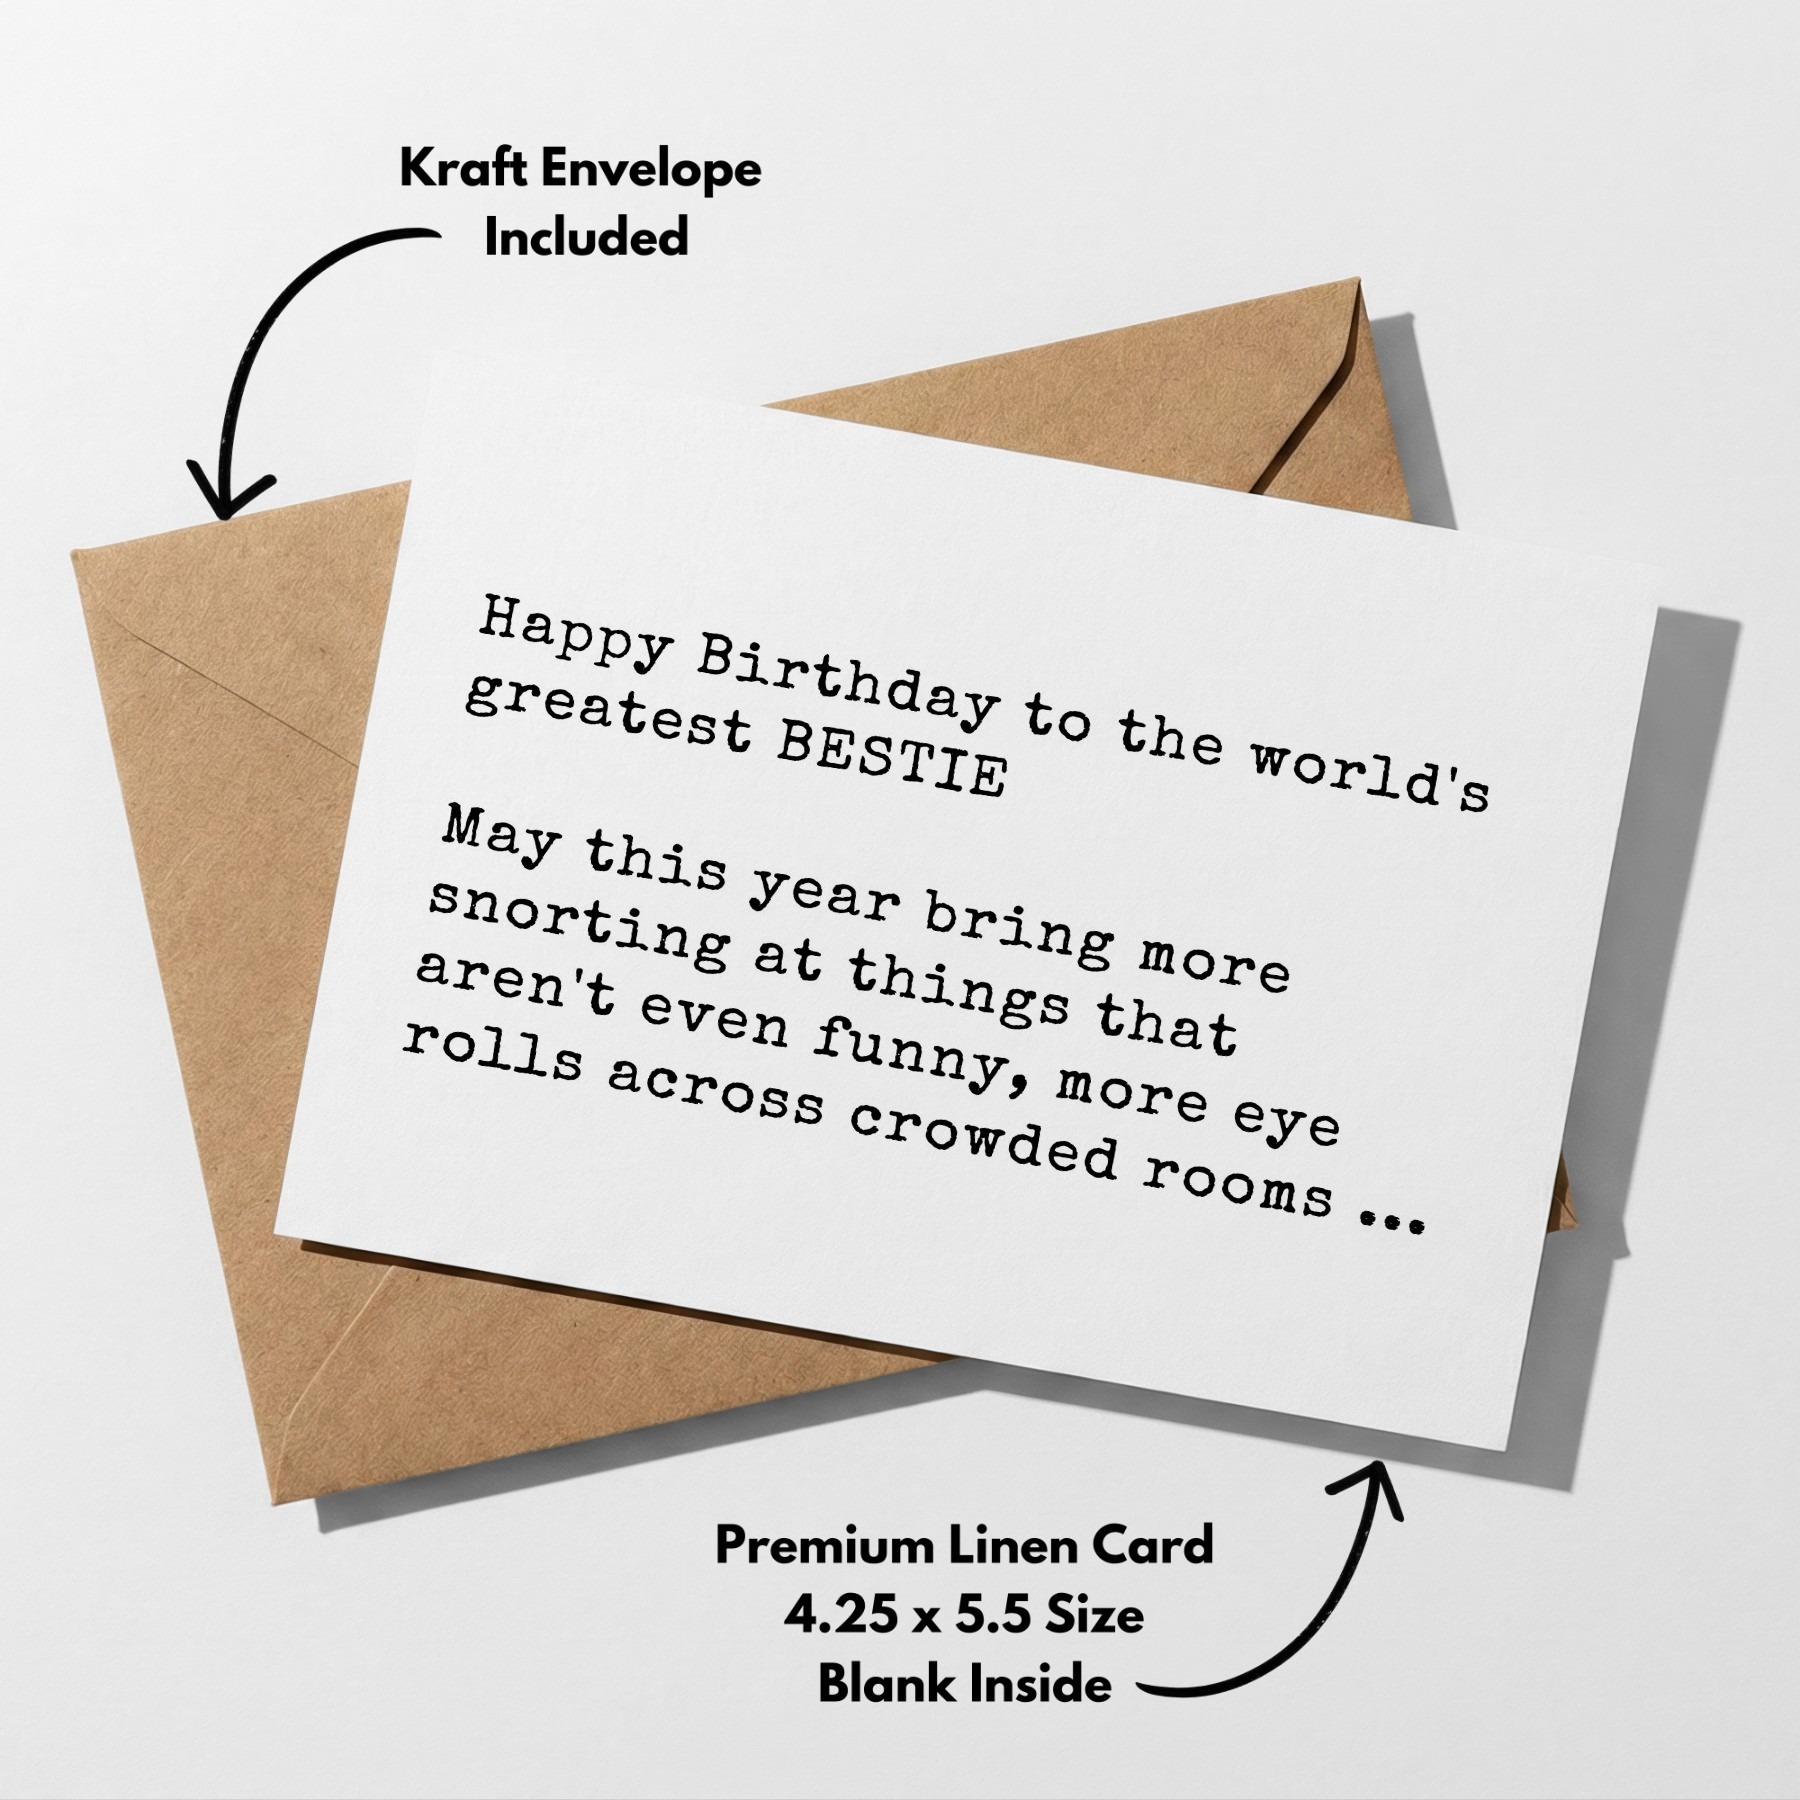 Kraft Envelope
Included
Happy Birthday to the world's
greatest BESTIE
May this year bring more
snorting at things that
aren't even funny, more eye
rolls across crowded rooms ...
Premium Linen Card
4.25 x 5.5 Size
Blank Inside